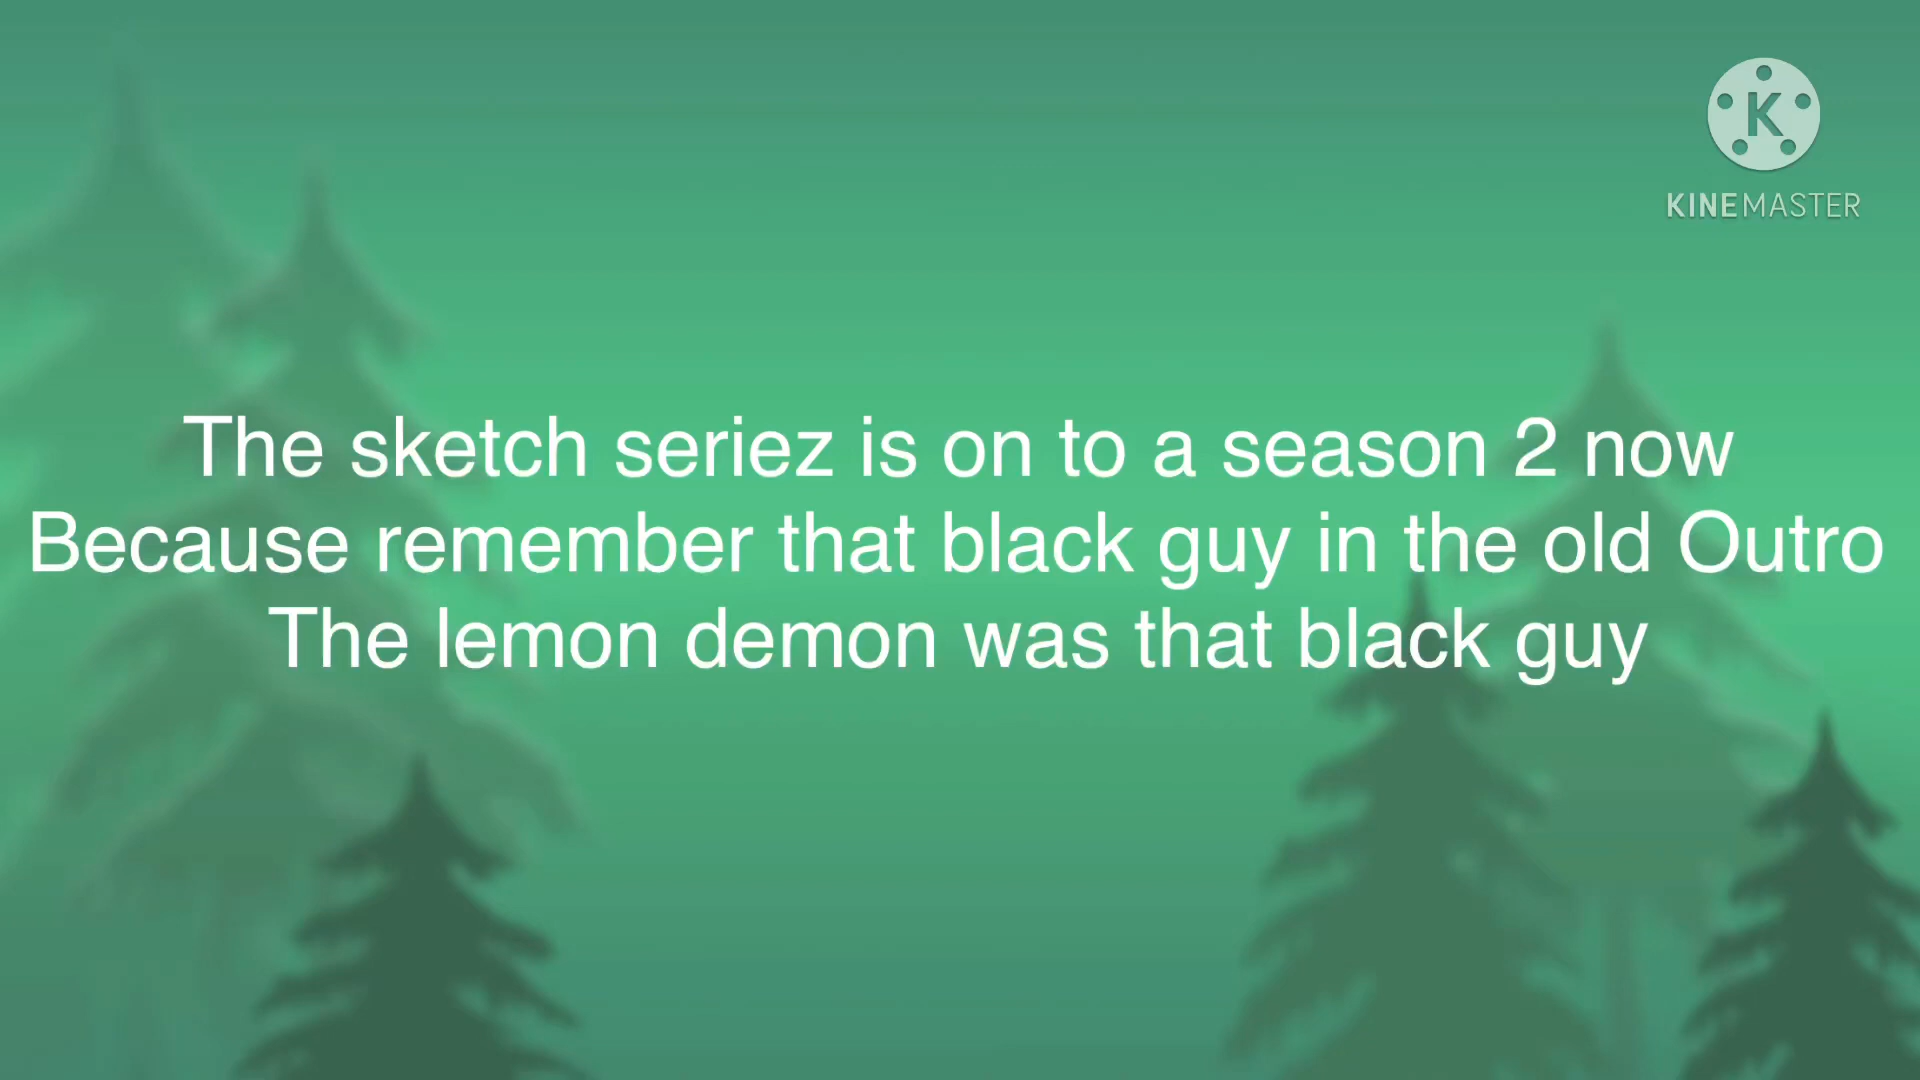 K
KINEMASTER
The sketch seriez is on to a season 2 now
Because remember that black guy in the old Outro
The lemon demon was that black guy